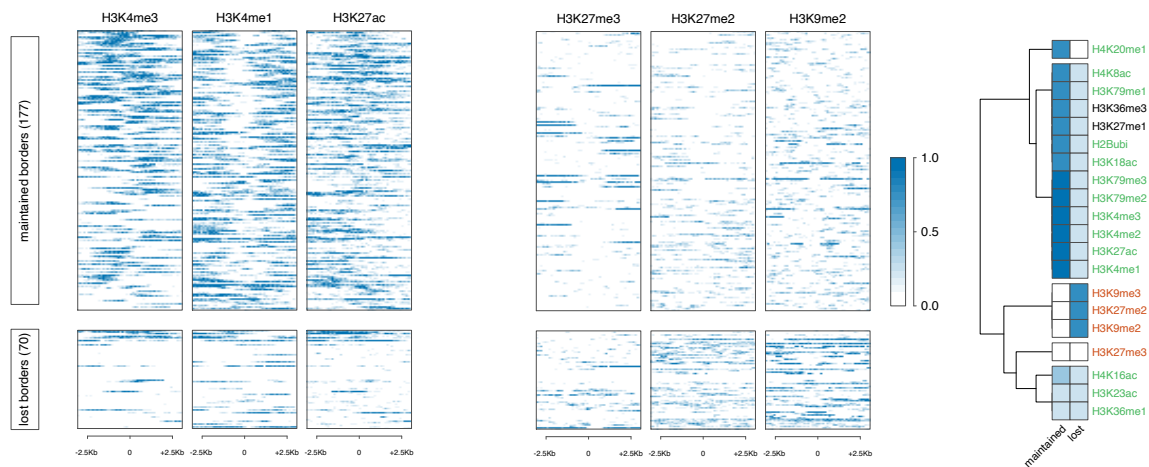 H3K4me3 H3K4me1 H3K27ac H3K27me3 H3K27me2 H3K9me2
maintained borders (177)
lost borders (70)
-2.5Kb 0 +2.5Kb -2.5Kb 0 +2.5Kb -2.5Kb 0 +2.5Kb -2.5Kb 0 +2.5Kb -2.5Kb 0 +2.5Kb -2.5Kb 0 +2.5Kb
1.0
0.5
0.0
H4K20me1
H4K8ac
H3K79me1
H3K36me3
H3K27me1
H2Bubi
H3K18ac
H3K79me3
H3K79me2
H3K4me3
H3K4me2
H3K27ac
H3K4me1
H3K9me3
H3K27me2
H3K9me2
H3K27me3
H4K16ac
H3K23ac
H3K36me1
maintained
lost